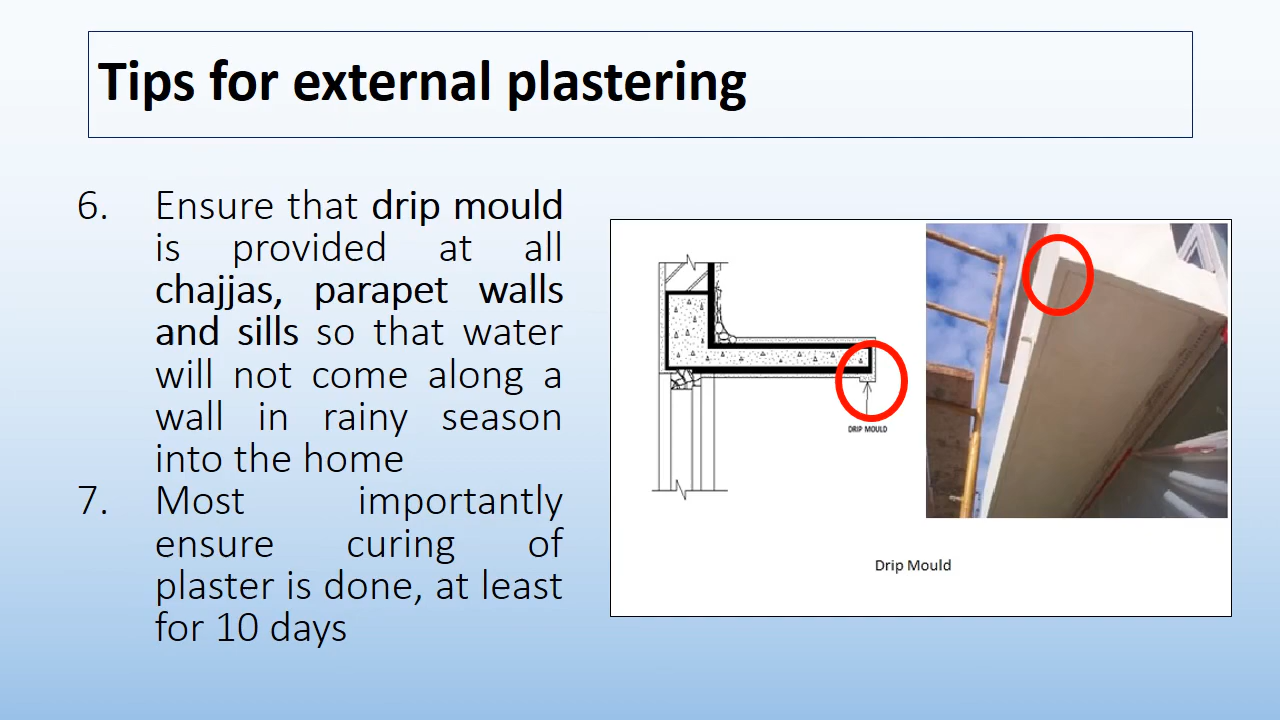 Tips for external plastering
6. Ensure that drip mould
is provided at all
chajjas, parapet walls
and sills so that water
will not come along a
wall in rainy season
into the home
7. Most importantly
ensure curing of
plaster is done, at least
for 10 days
DRIP MOULD
Drip Mould